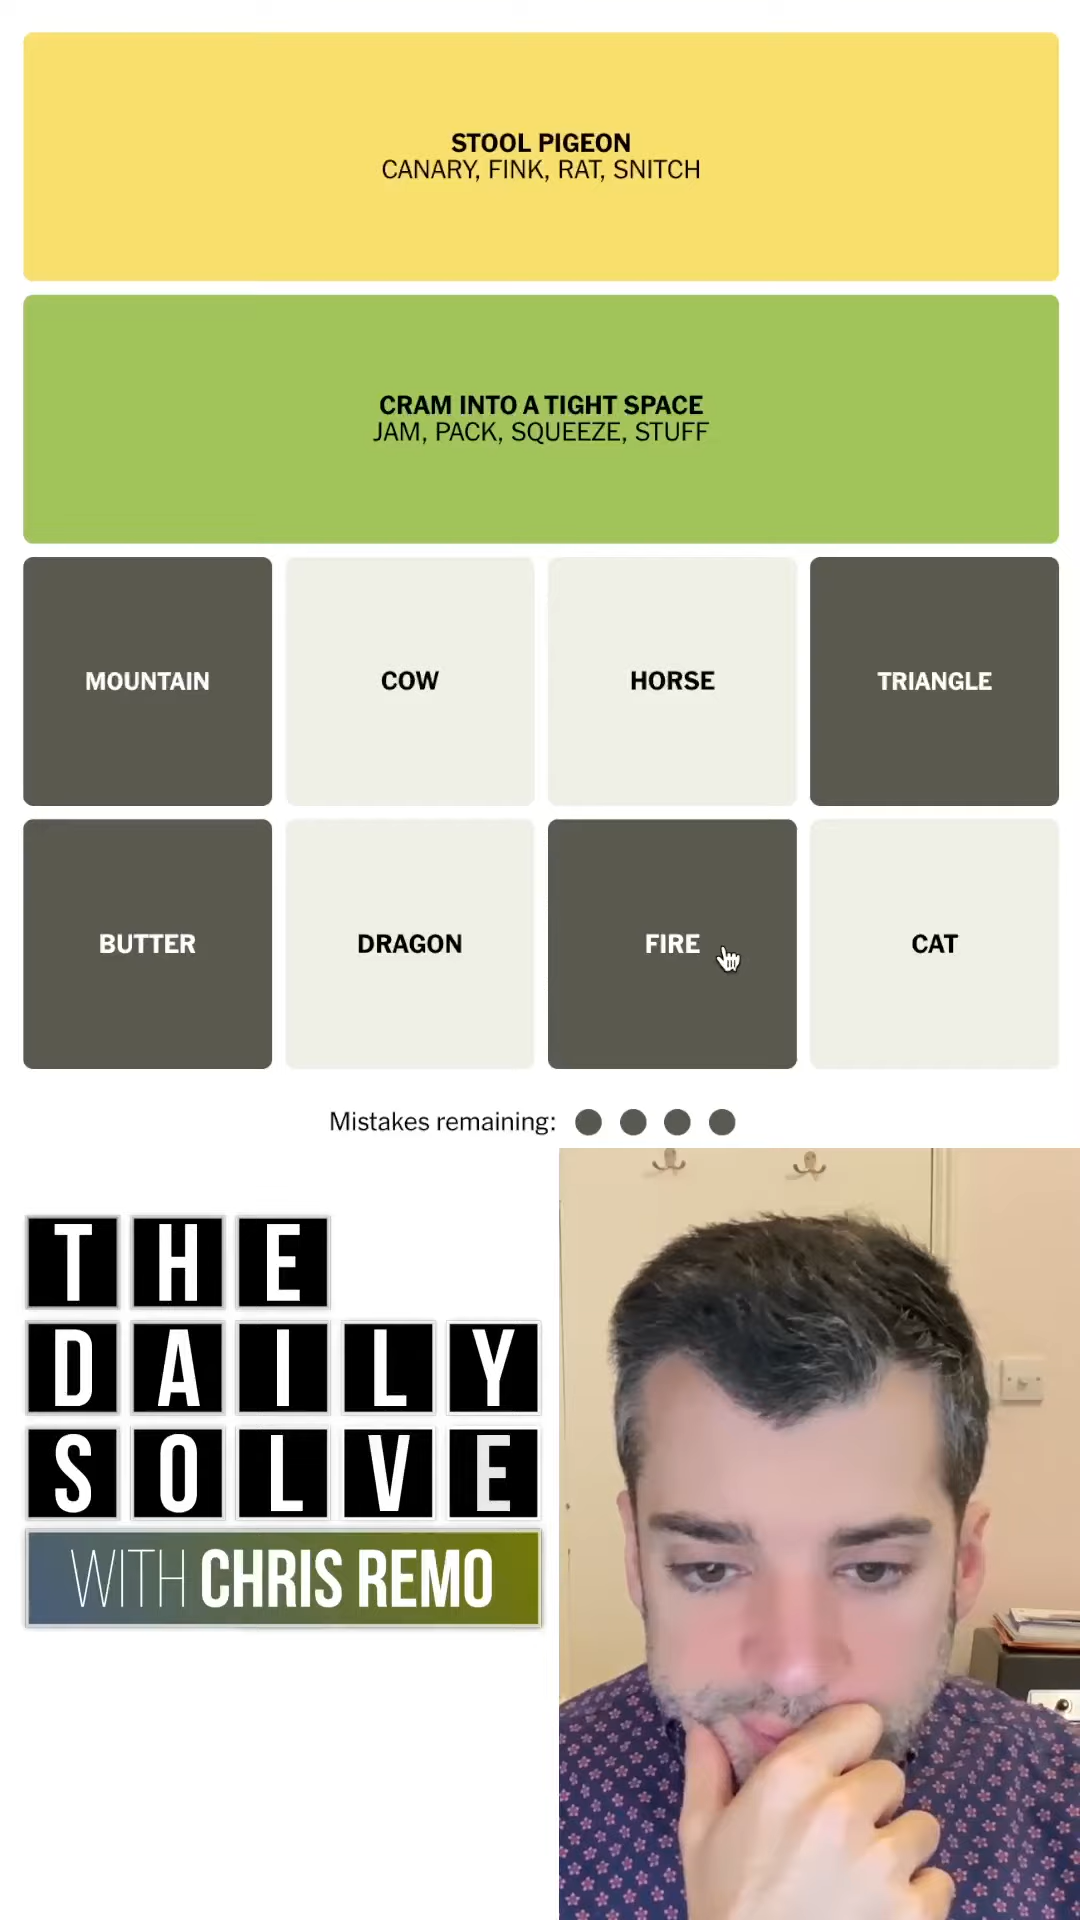 STOOL PIGEON
CANARY, FINK, RAT, SNITCH
CRAM INTO A TIGHT SPACE
JAM, PACK, SQUEEZE, STUFF
MOUNTAIN
COW
HORSE
TRIANGLE
BUTTER
DRAGON
FIRE
CAT
Mistakes remaining:
THE
DAILY
SOLVE
WITH CHRIS REMO